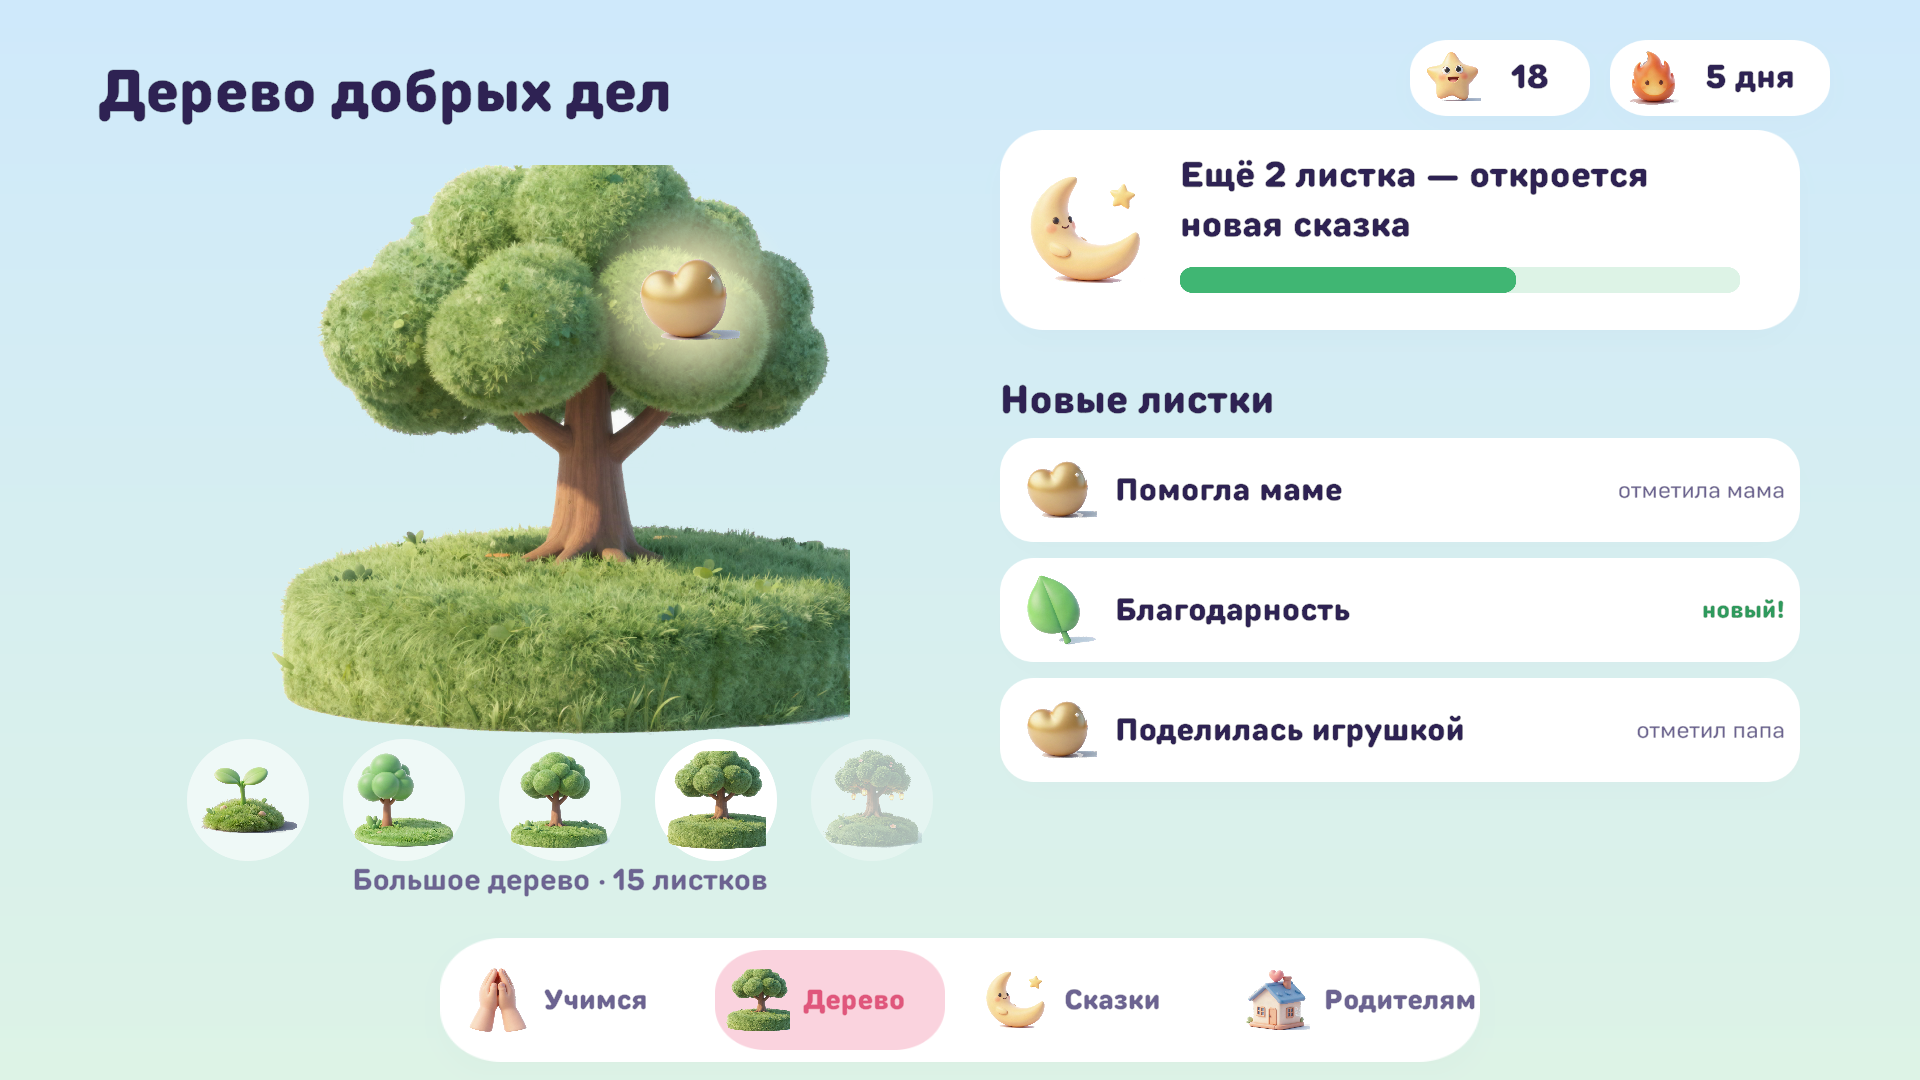 Дерево добрых дел
18
5 дня
Ещё 2 листка — откроется
новая сказка
Новые листки
Помогла маме
отметила мама
Благодарность
новый!
Поделилась игрушкой
отметил папа
Большое дерево · 15 листков
Учимся
Дерево
Сказки
Родителям